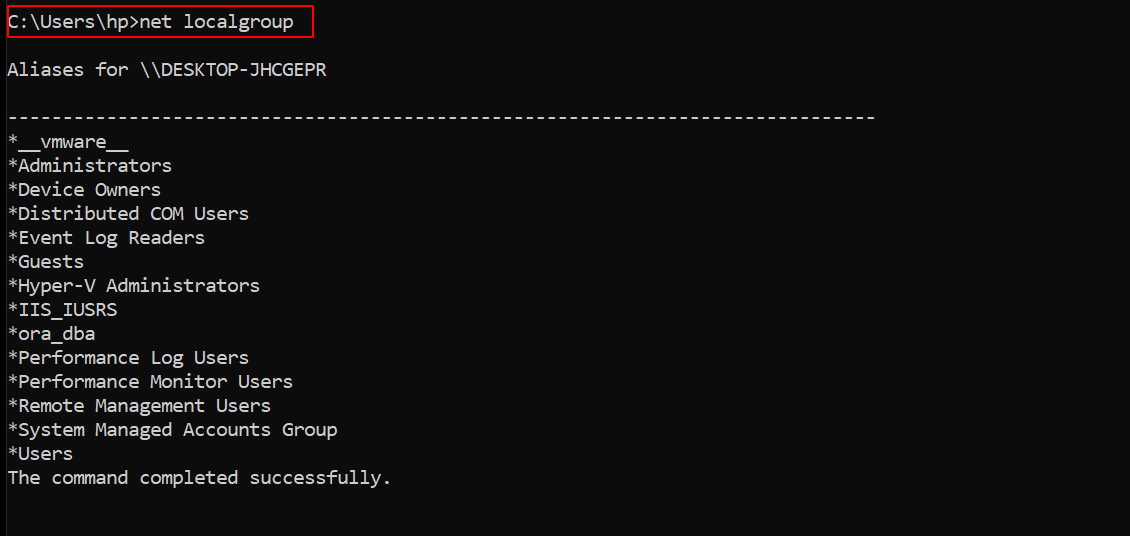 C:\Users\hp>net localgroup
Aliases for \\DESKTOP-JHCGEPR
-------------------------------------------------------------------------------
*__vmware__
*Administrators
*Device Owners
*Distributed COM Users
*Event Log Readers
*Guests
*Hyper-V Administrators
*IIS_IUSRS
*ora_dba
*Performance Log Users
*Performance Monitor Users
*Remote Management Users
*System Managed Accounts Group
*Users
The command completed successfully.